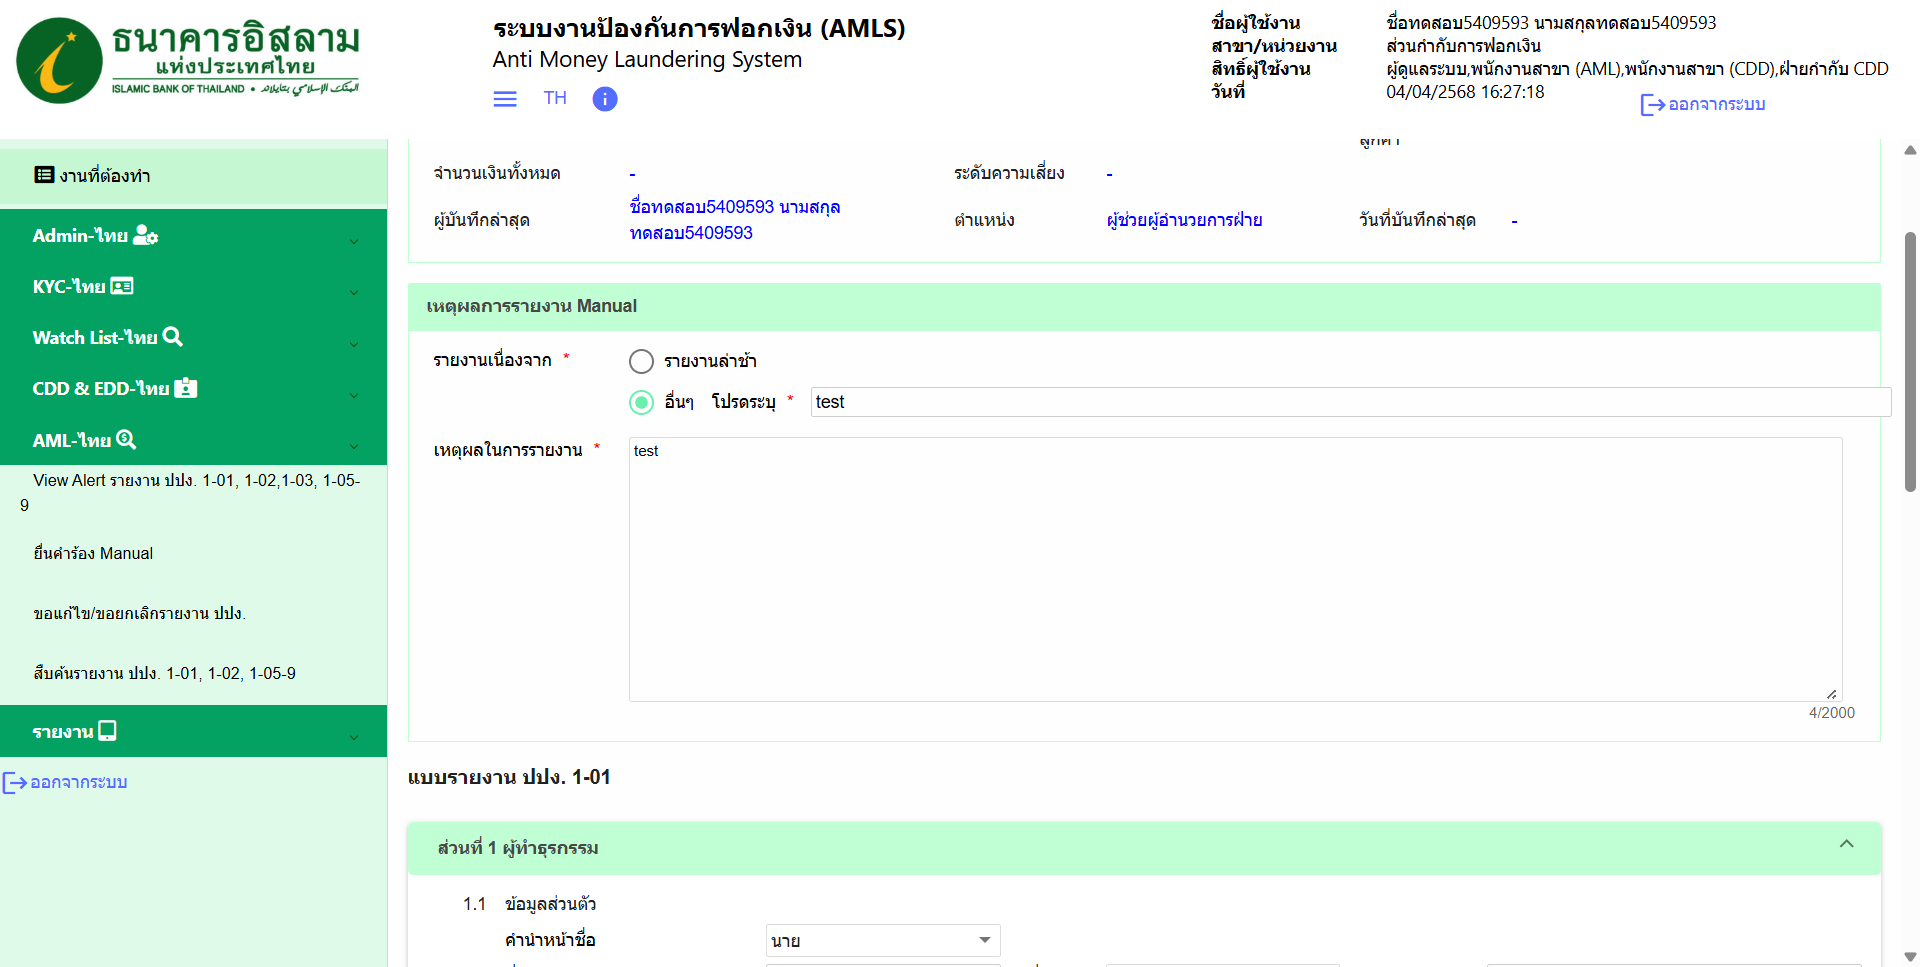 ธนาคารอิสลาม
แห่งประเทศไทย
ISLAMIC BANK OF THAILAND •
ระบบงานป้องกันการฟอกเงิน (AMLS)
Anti Money Laundering System
TH
ชื่อผู้ใช้งาน ชื่อทดสอบ5409593 นามสกุลทดสอบ5409593
สาขา/หน่วยงาน ส่วนกำกับการฟอกเงิน
สิทธิ์ผู้ใช้งาน ผู้ดูแลระบบ,พนักงานสาขา (AML),พนักงานสาขา (CDD),ฝ่ายกำกับ CDD
วันที่ 04/04/2568 16:27:18
ออกจากระบบ
งานที่ต้องทำ
Admin-ไทย
KYC-ไทย
Watch List-ไทย
CDD & EDD-ไทย
AML-ไทย
View Alert รายงาน ปปง. 1-01, 1-02,1-03, 1-05-
9
ยื่นคำร้อง Manual
ขอแก้ไข/ขอยกเลิกรายงาน ปปง.
สืบค้นรายงาน ปปง. 1-01, 1-02, 1-05-9
รายงาน
ออกจากระบบ
ลูกค้า
จำนวนเงินทั้งหมด - ระดับความเสี่ยง -
ผู้บันทึกล่าสุด ชื่อทดสอบ5409593 นามสกุล
ทดสอบ5409593
ตำแหน่ง ผู้ช่วยผู้อำนวยการฝ่าย วันที่บันทึกล่าสุด -
เหตุผลการรายงาน Manual
รายงานเนื่องจาก * รายงานล่าช้า
อื่นๆ โปรดระบุ * test
เหตุผลในการรายงาน * test
4/2000
แบบรายงาน ปปง. 1-01
ส่วนที่ 1 ผู้ทำธุรกรรม
1.1 ข้อมูลส่วนตัว
คำนำหน้าชื่อ นาย